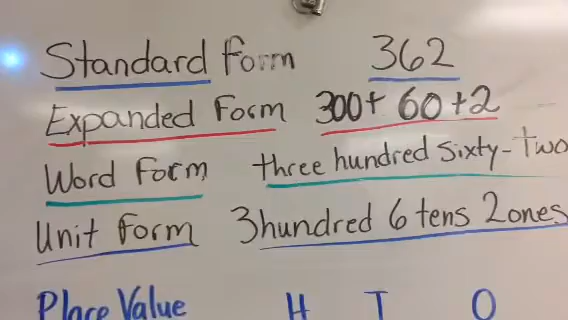 Standard Form 362
Expanded Form 300+ 60+2
Word Form three hundred sixty-two
Unit Form 3hundred 6 tens 2ones
Place Value H T O